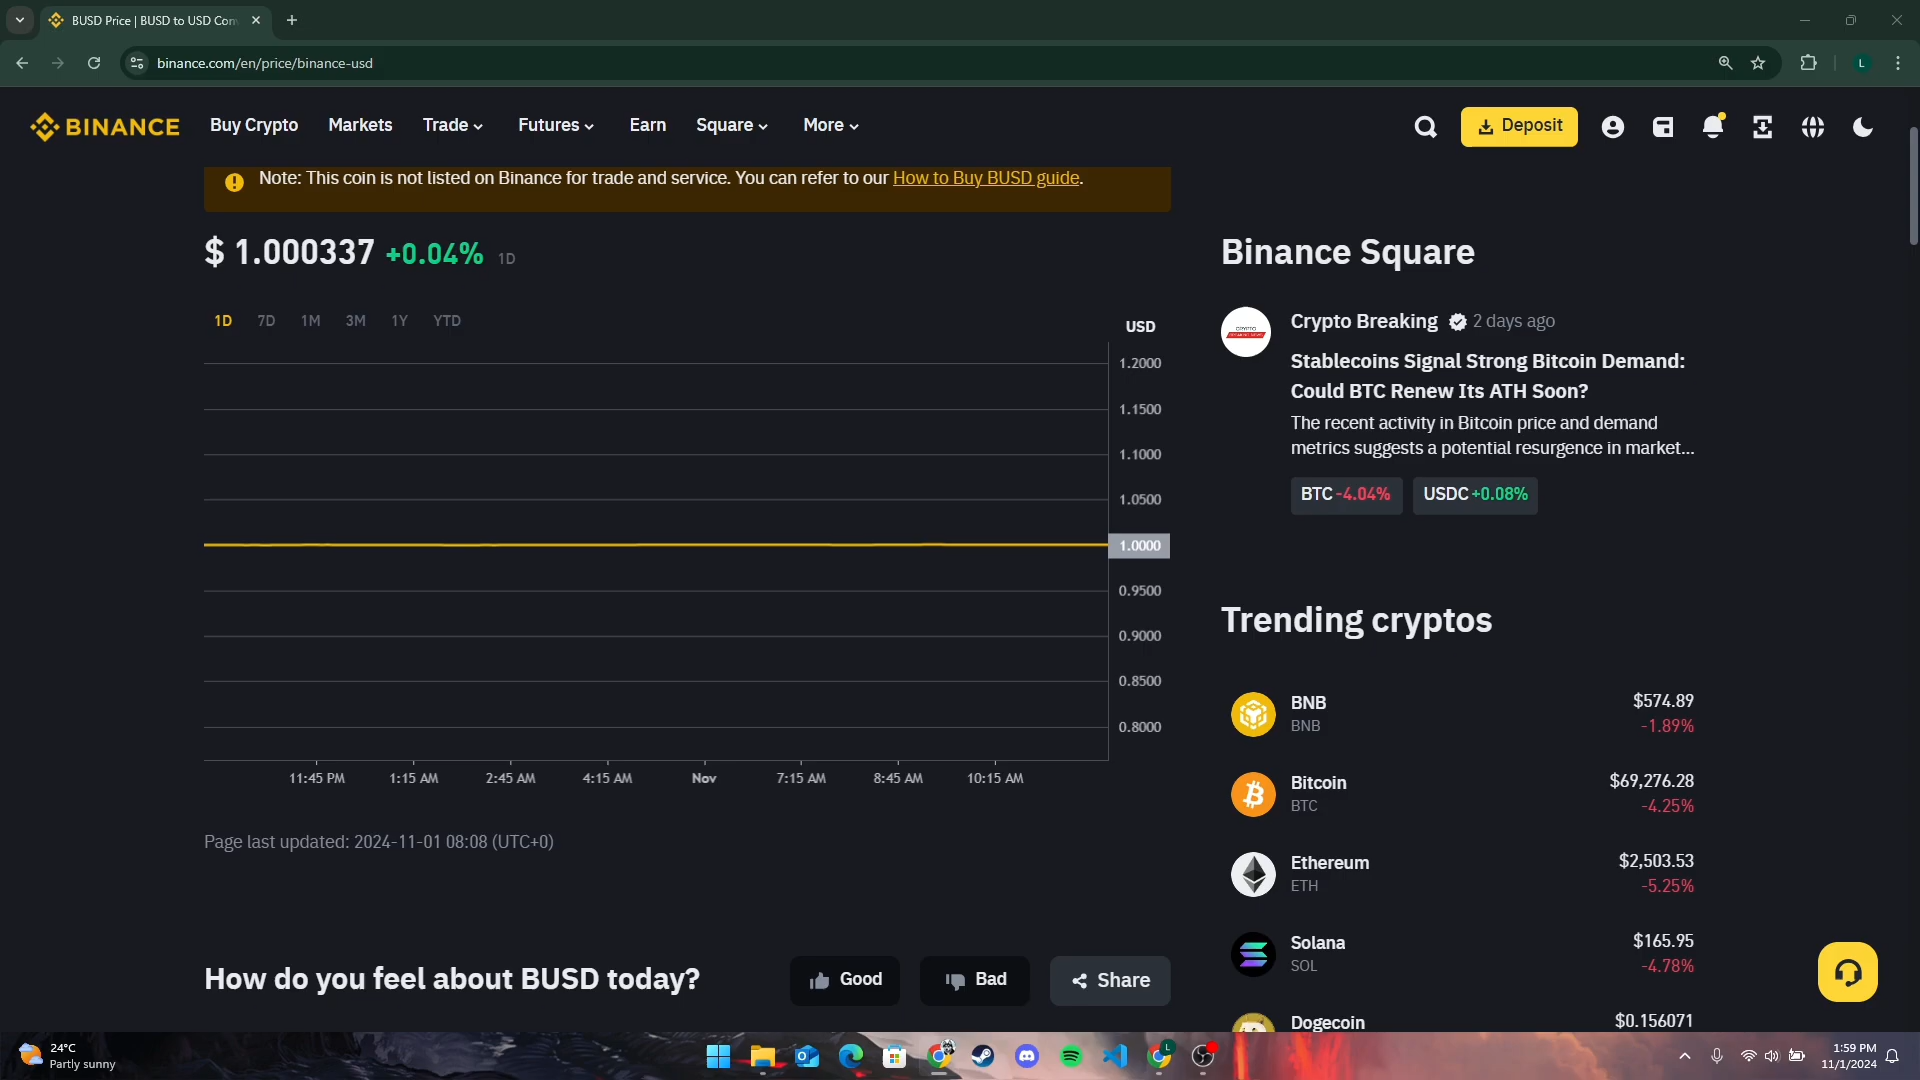 BUSD Price | BUSD to USD Con
binance.com/en/price/binance-usd
L
BINANCE
Buy Crypto
Markets
Trade
Futures
Earn
Square
More
Deposit
Note: This coin is not listed on Binance for trade and service. You can refer to our How to Buy BUSD guide.
$ 1.000337 +0.04% 1D
1D 7D 1M 3M 1Y YTD
USD
1.2000
1.1500
1.1000
1.0500
1.0000
0.9500
0.9000
0.8500
0.8000
11:45 PM 1:15 AM 2:45 AM 4:15 AM Nov 7:15 AM 8:45 AM 10:15 AM
Page last updated: 2024-11-01 08:08 (UTC+0)
How do you feel about BUSD today?
Good
Bad
Share
Binance Square
Crypto Breaking 2 days ago
Stablecoins Signal Strong Bitcoin Demand:
Could BTC Renew Its ATH Soon?
The recent activity in Bitcoin price and demand
metrics suggests a potential resurgence in market...
BTC -4.04%
USDC +0.08%
Trending cryptos
BNB $574.89
BNB -1.89%
Bitcoin $69,276.28
BTC -4.25%
Ethereum $2,503.53
ETH -5.25%
Solana $165.95
SOL -4.78%
Dogecoin $0.156071
24°C
Partly sunny
L
1:59 PM
11/1/2024